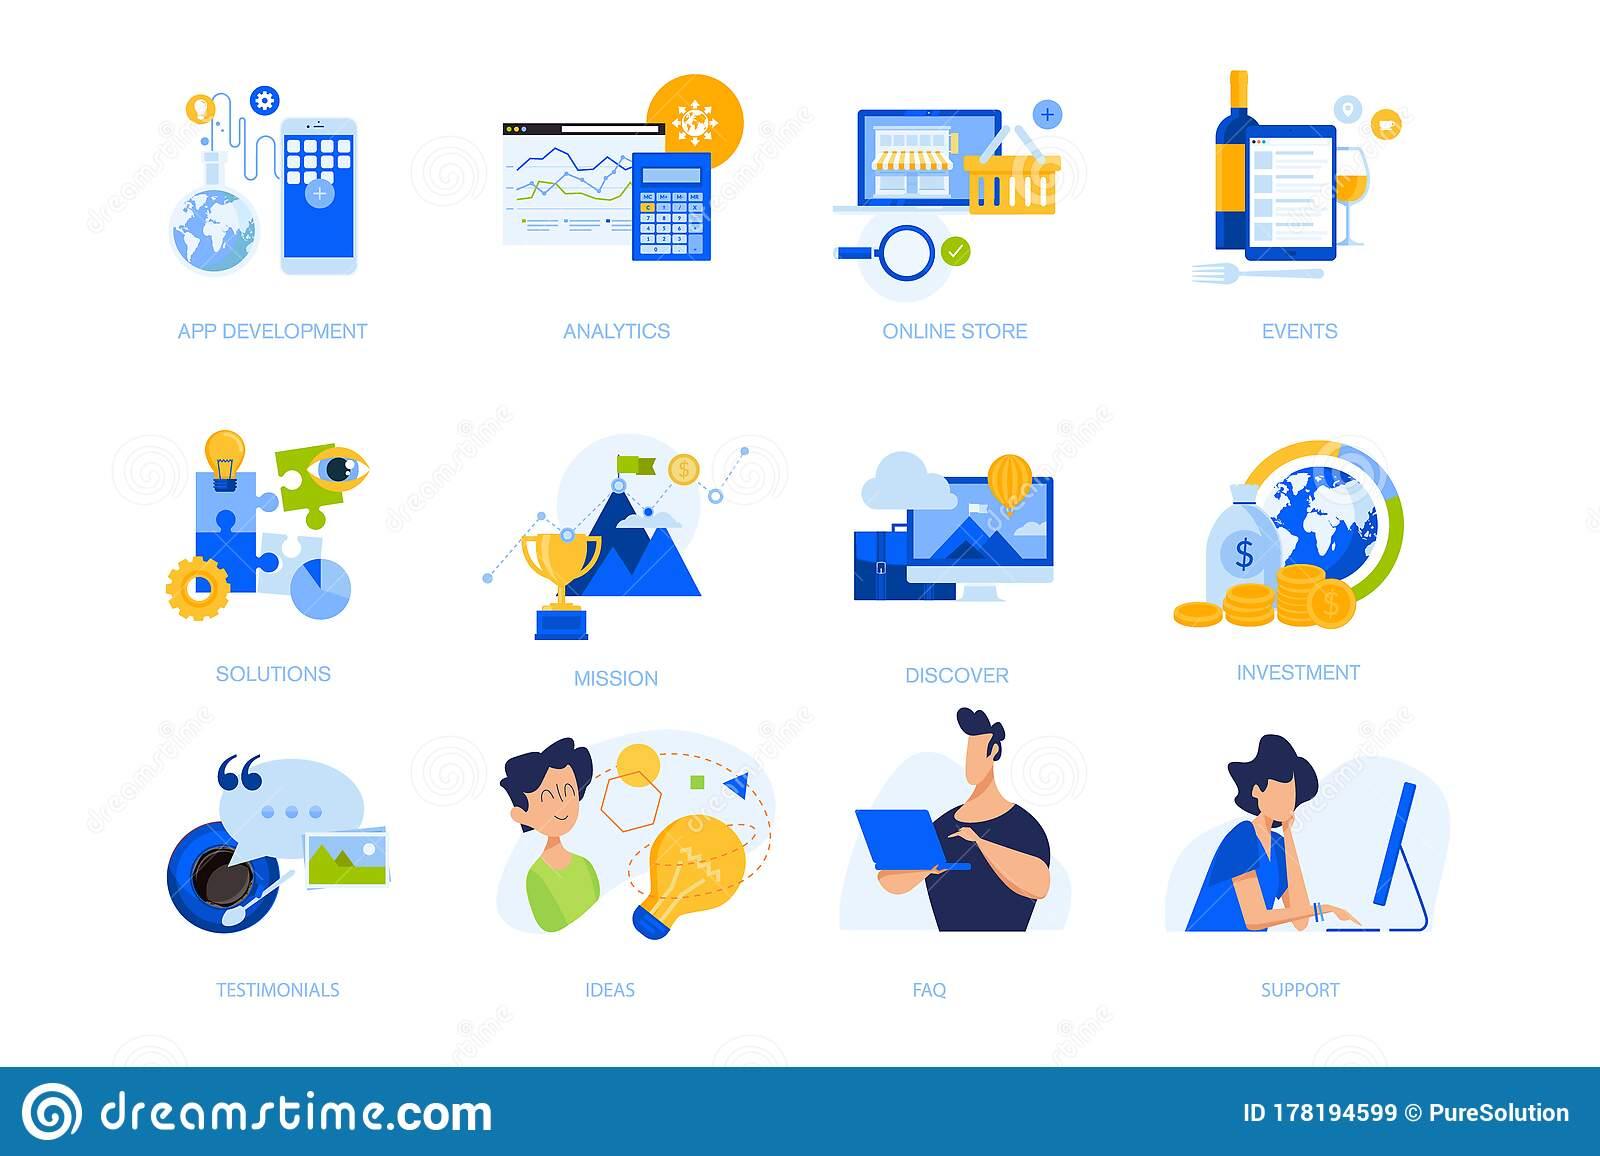 APP DEVELOPMENT
ANALYTICS
ONLINE STORE
EVENTS
SOLUTIONS
MISSION
DISCOVER
INVESTMENT
TESTIMONIALS
IDEAS
FAQ
SUPPORT
dreamstime.com
ID 178194599 © PureSolution